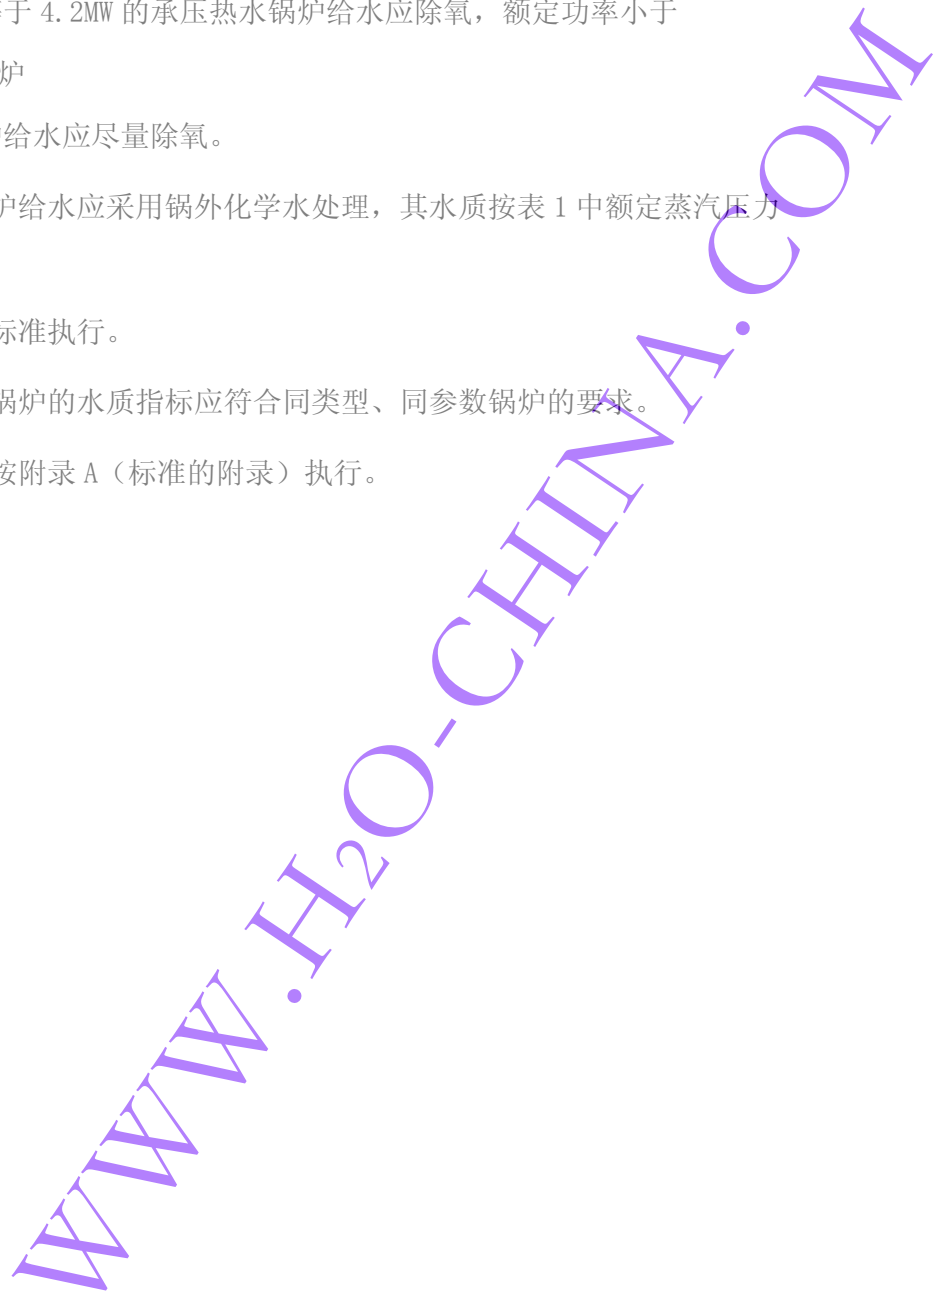 于 4.2MW 的承压热水锅炉给水应除氧，额定功率小于
炉
给水应尽量除氧。
炉给水应采用锅外化学水处理，其水质按表 1 中额定蒸汽压力
标准执行。
锅炉的水质指标应符合同类型、同参数锅炉的要求。
按附录 A（标准的附录）执行。
WWW.H2O-CHINA.COM